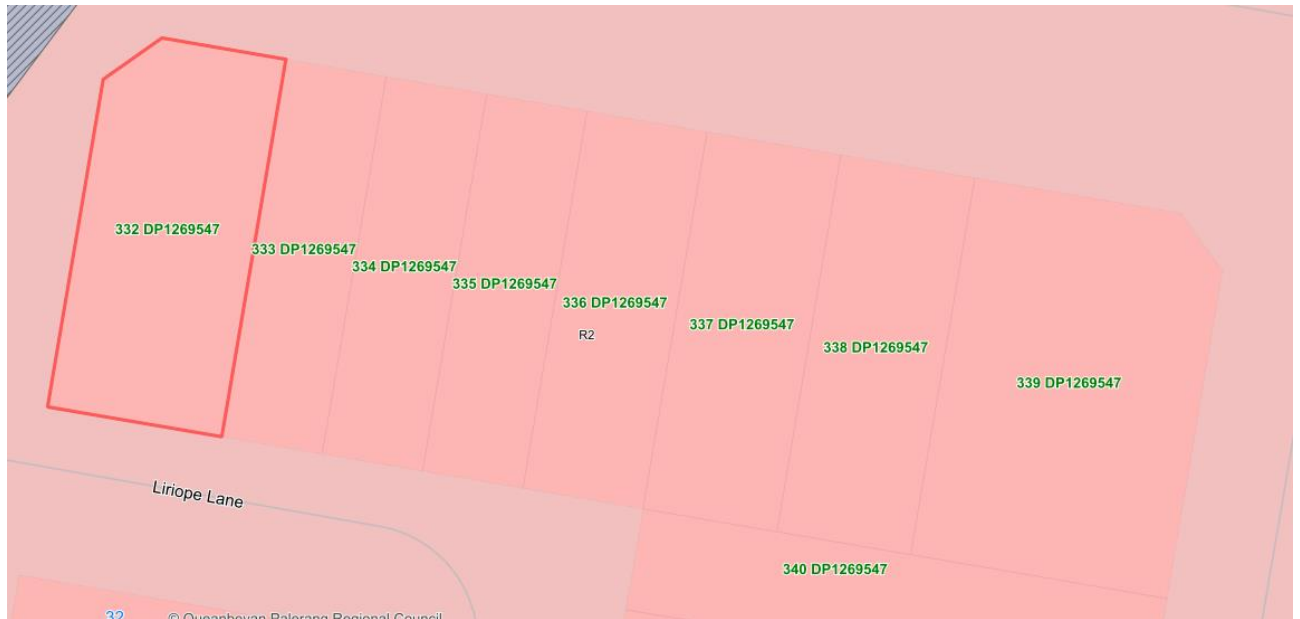 332 DP1269547
333 DP1269547
334 DP1269547
335 DP1269547
336 DP1269547
R2
337 DP1269547
338 DP1269547
339 DP1269547
Liriope Lane
340 DP1269547
32
© Queanbeyan-Palerang Regional Council